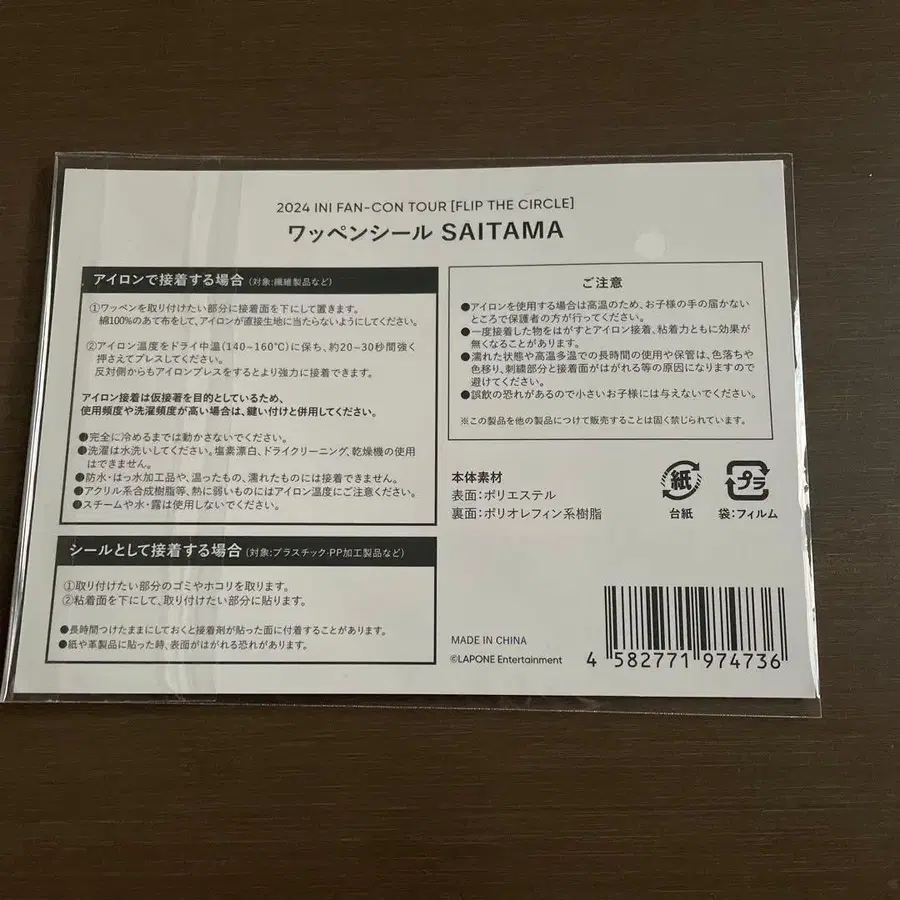 2024 INI FAN-CON TOUR [FLIP THE CIRCLE]
ワッペンシール SAITAMA
アイロンで接着する場合 (対象:繊維製品など)
①ワッペンを取り付けたい部分に接着面を下にして置きます。
綿100%のあて布をして、アイロンが直接生地に当たらないようにしてください。
②アイロン温度をドライ中温(140~160℃)に保ち、約20~30秒間強く
押さえてプレスしてください。
反対側からもアイロンプレスをするとより強力に接着できます。
アイロン接着は仮接着を目的としているため、
使用頻度や洗濯頻度が高い場合は、縫い付けと併用してください。
●完全に冷めるまでは動かさないでください。
●洗濯は水洗いしてください。塩素漂白、ドライクリーニング、乾燥機の使用
はできません。
●防水・はっ水加工品や、湿ったもの、濡れたものには接着できません。
●アクリル系合成樹脂等、熱に弱いものにはアイロン温度にご注意ください。
●スチームや水・霧は使用しないでください。
シールとして接着する場合 (対象:プラスチック・PP加工製品など)
①取り付けたい部分のゴミやホコリを取ります。
②粘着面を下にして、取り付けたい部分に貼ります。
●長時間つけたままにしておくと接着剤が貼った面に付着することがあります。
●紙や革製品に貼った時、表面がはがれる恐れがあります。
ご注意
●アイロンを使用する場合は高温のため、お子様の手の届かない
ところで保護者の方が行ってください。
●一度接着した物をはがすとアイロン接着、粘着力ともに効果が
無くなることがあります。
●濡れた状態や高温多湿での長時間の使用や保管は、色落ちや
色移り、刺繍部分と接着面がはがれる等の原因になりますので
避けてください。
●誤飲の恐れがあるので小さいお子様には与えないでください。
※この製品を他の製品につけて販売することは固く禁じられています。
本体素材
表面:ポリエステル
裏面:ポリオレフィン系樹脂
紙
台紙
プラ
袋:フィルム
MADE IN CHINA
©LAPONE Entertainment
4 582771 974736